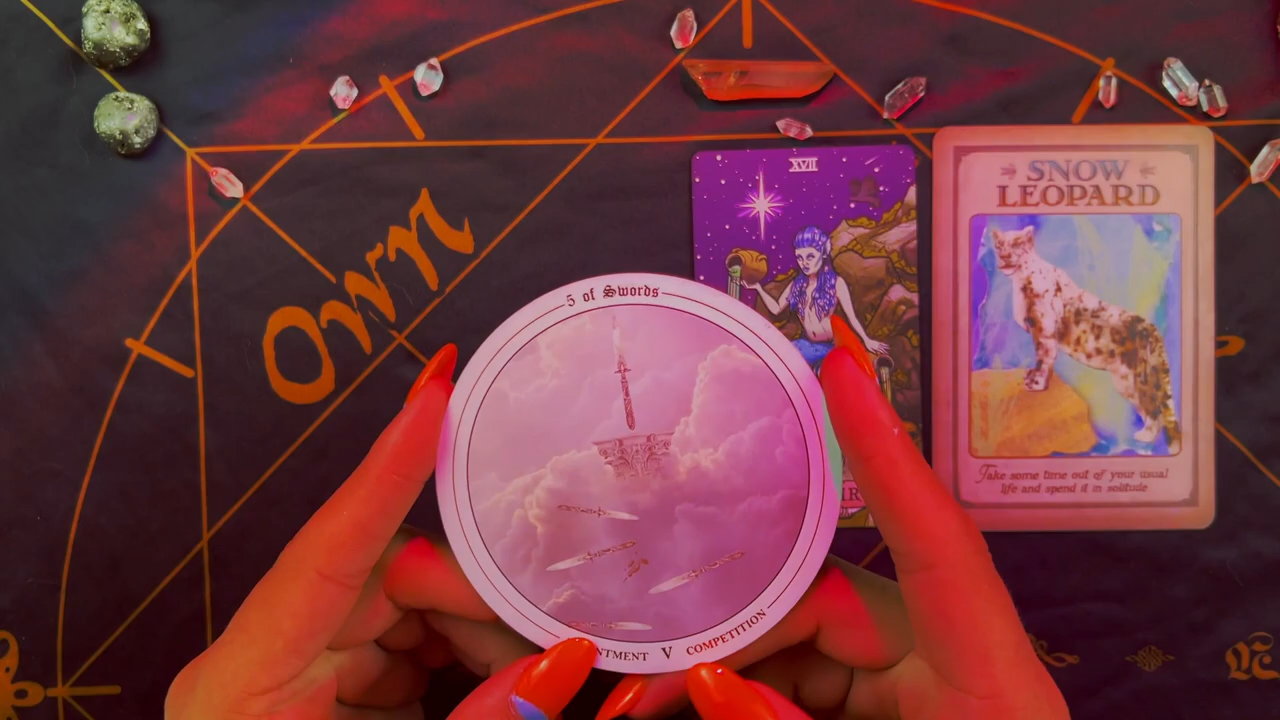 Own
XVII
SNOW
LEOPARD
Take some time out of your usual
life and spend it in solitude
5 of Swords
V COMPETITION